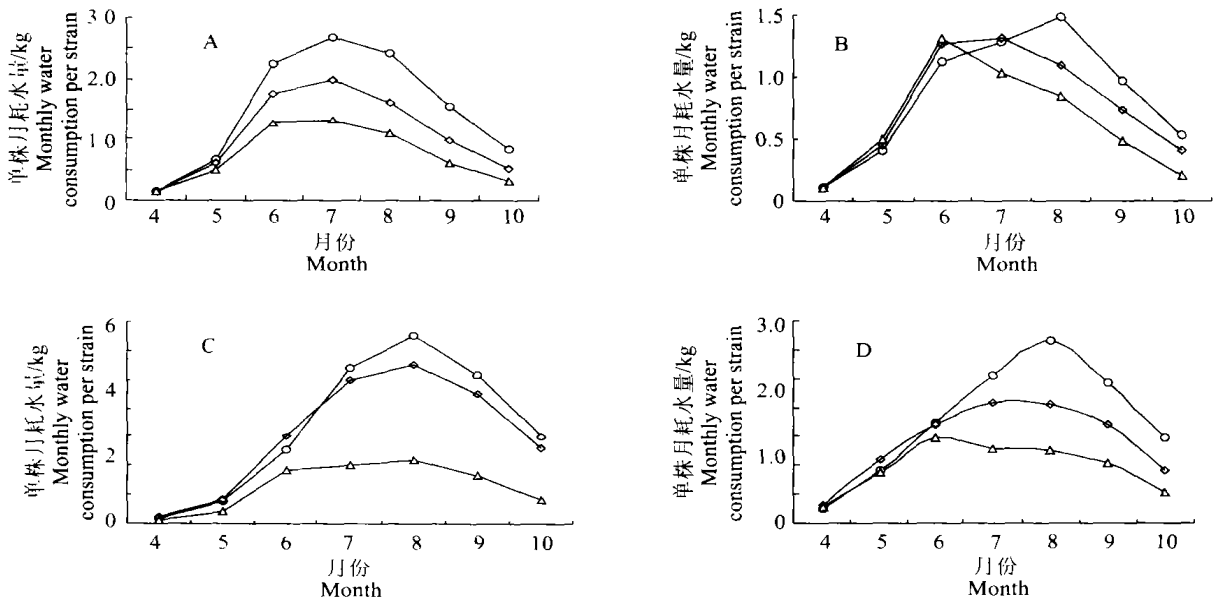 A
单株月耗水量/kg
Monthly water
consumption per strain
3 0
2.0
1 0
0
4 5 6 7 8 9 10
月份
Month
B
单株月耗水量/kg
Monthly water
consumption per strain
1.5
1.0
0.5
0
4 5 6 7 8 9 10
月份
Month
C
单株月耗水量/kg
Monthly water
consumption per strain
6
4
2
0
4 5 6 7 8 9 10
月份
Month
D
单株月耗水量/kg
Monthly water
consumption per strain
3.0
2.0
1.0
0
4 5 6 7 8 9 10
月份
Month